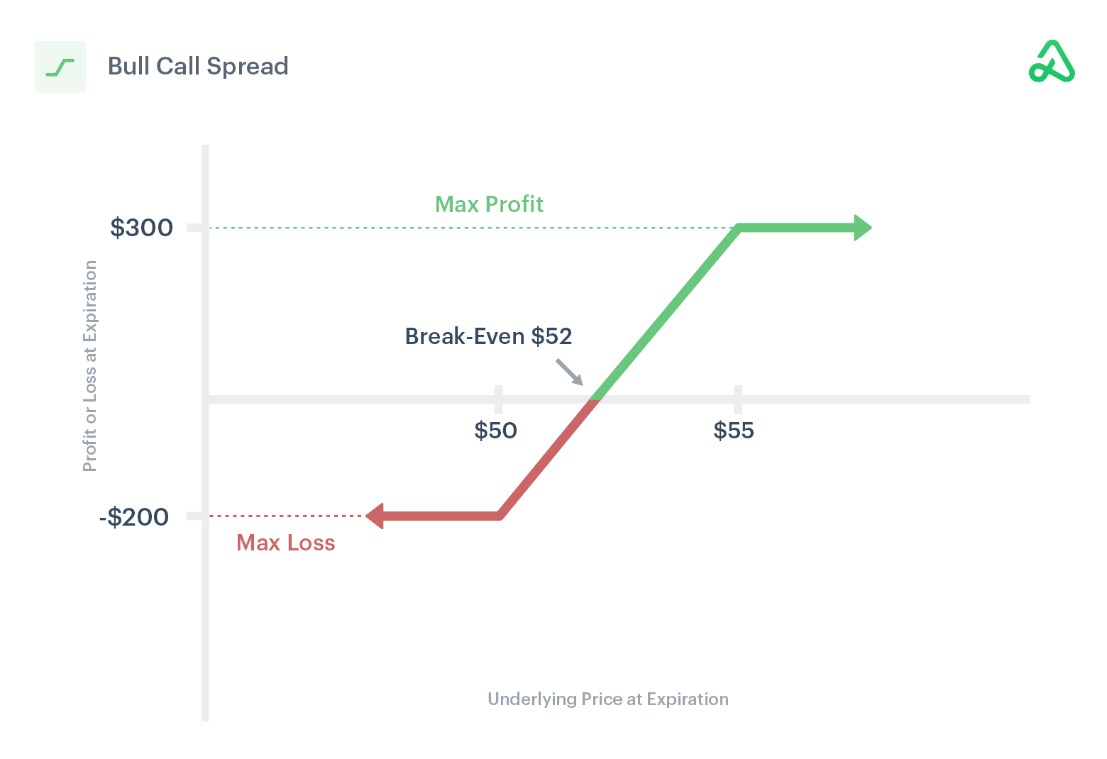 Bull Call Spread
Max Profit
$300
Profit or Loss at Expiration
Break-Even $52
$50
$55
-$200
Max Loss
Underlying Price at Expiration